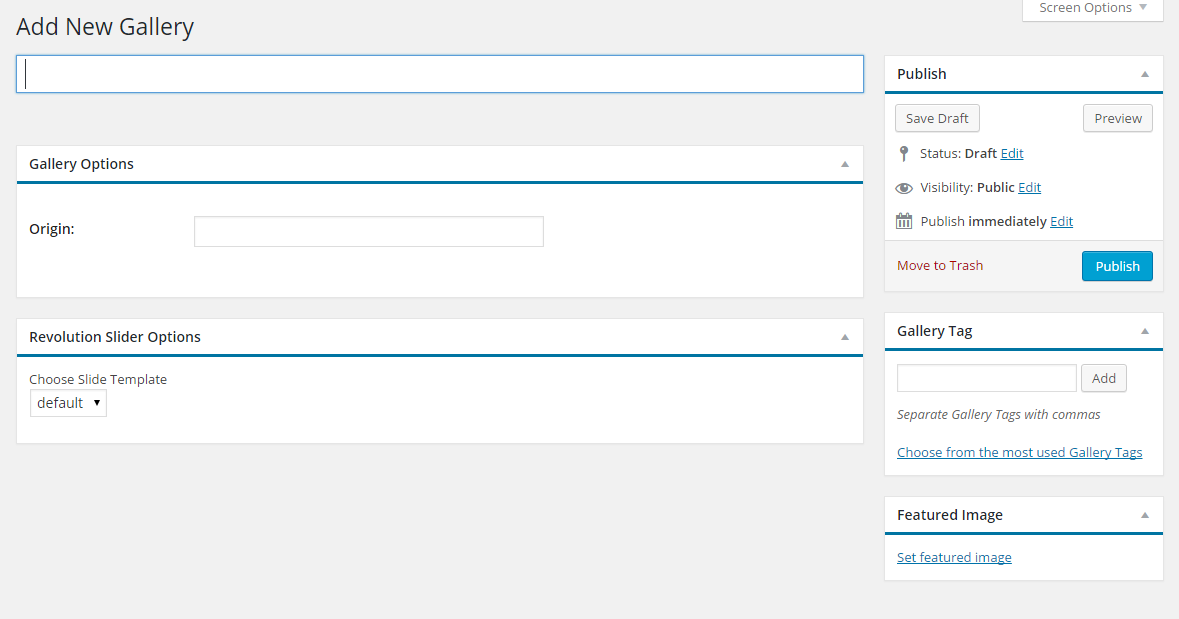 Screen Options
Add New Gallery
Gallery Options
Origin:
Revolution Slider Options
Choose Slide Template
default
Publish
Save Draft
Preview
Status: Draft Edit
Visibility: Public Edit
Publish immediately Edit
Move to Trash
Publish
Gallery Tag
Add
Separate Gallery Tags with commas
Choose from the most used Gallery Tags
Featured Image
Set featured image